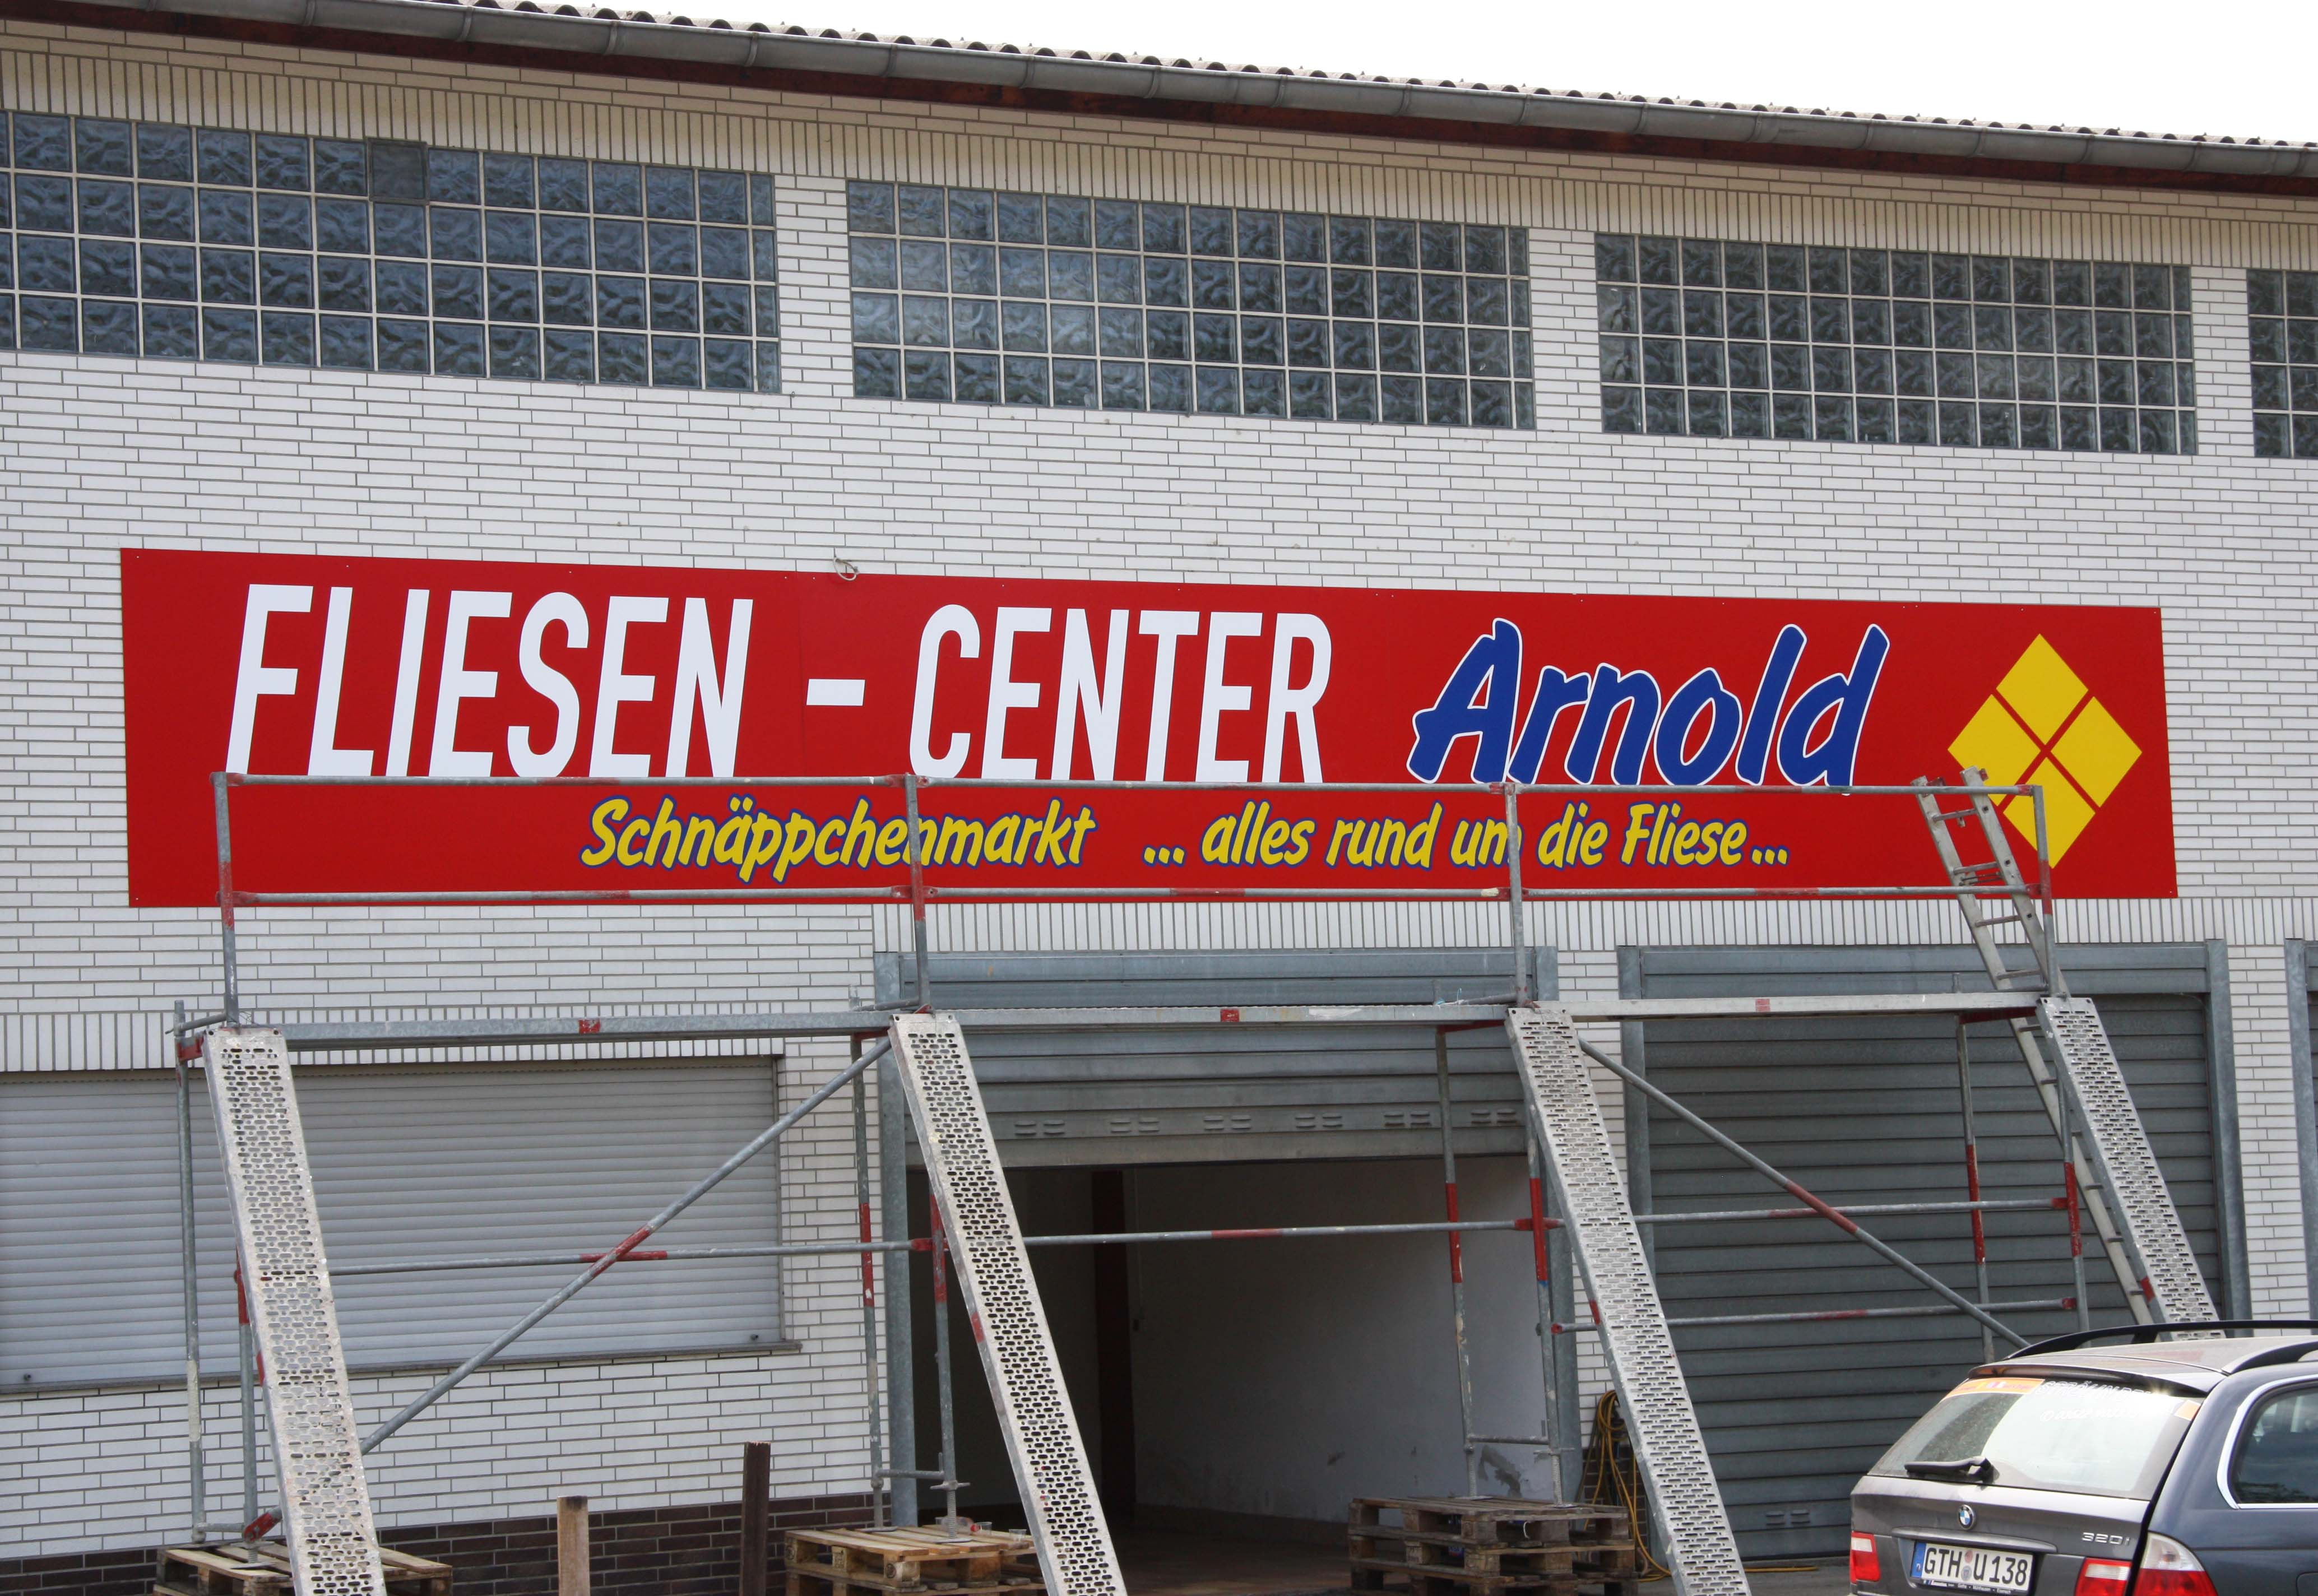 FLIESEN - CENTER Arnold
Schnäppchenmarkt ... alles rund um die Fliese...
320i
GTH U 138